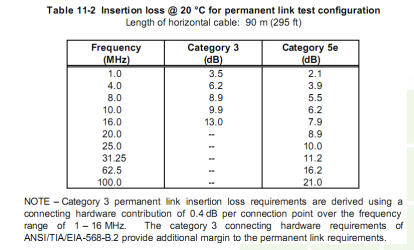 Table 11-2 Insertion loss @ 20 °C for permanent link test configuration
Length of horizontal cable: 90 m (295 ft)
Frequency (MHz) Category 3 (dB) Category 5e (dB)
1.0 3.5 2.1
4.0 6.2 3.9
8.0 8.9 5.5
10.0 9.9 6.2
16.0 13.0 7.9
20.0 -- 8.9
25.0 -- 10.0
31.25 -- 11.2
62.5 -- 16.2
100.0 -- 21.0
NOTE – Category 3 permanent link insertion loss requirements are derived using a
connecting hardware contribution of 0.4 dB per connection point over the frequency
range of 1 – 16 MHz. The category 3 connecting hardware requirements of
ANSI/TIA/EIA-568-B.2 provide additional margin to the permanent link requirements.